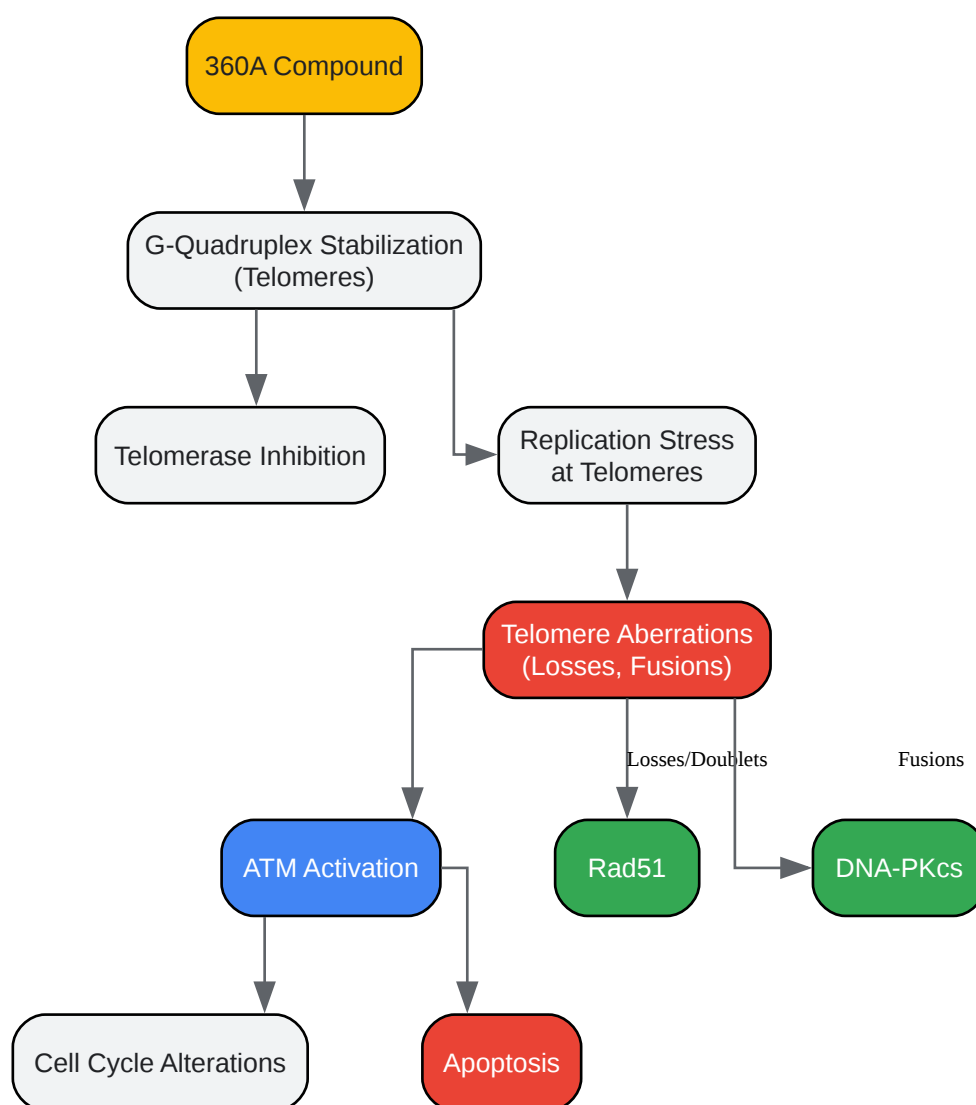 360A Compound
G-Quadruplex Stabilization
(Telomeres)
Telomerase Inhibition
Replication Stress
at Telomeres
Telomere Aberrations
(Losses, Fusions)
Losses/Doublets
Fusions
ATM Activation
Rad51
DNA-PKcs
Cell Cycle Alterations
Apoptosis